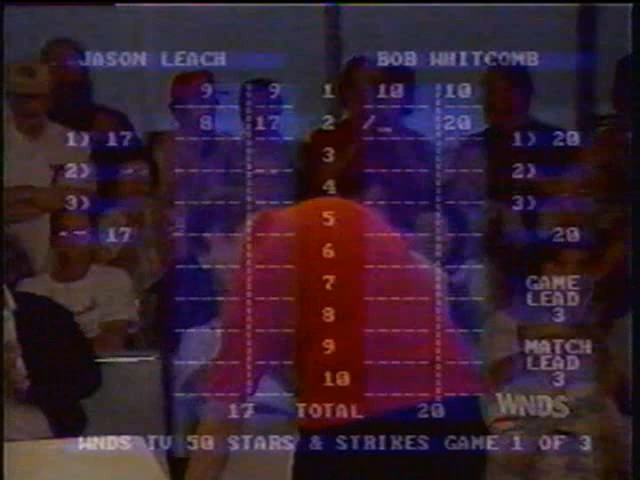 JASON LEACH BOB WHITCOMB
9 9 1 10 10
8 17 2 /_ 20
1) 17 3 1) 20
2) 4 2)
3) 5 3)
17 6 20
7 GAME
8 LEAD
3
9 MATCH
10 LEAD
3
17 TOTAL 20 WNDS
WNDS TV 50 STARS & STRIKES GAME 1 OF 3